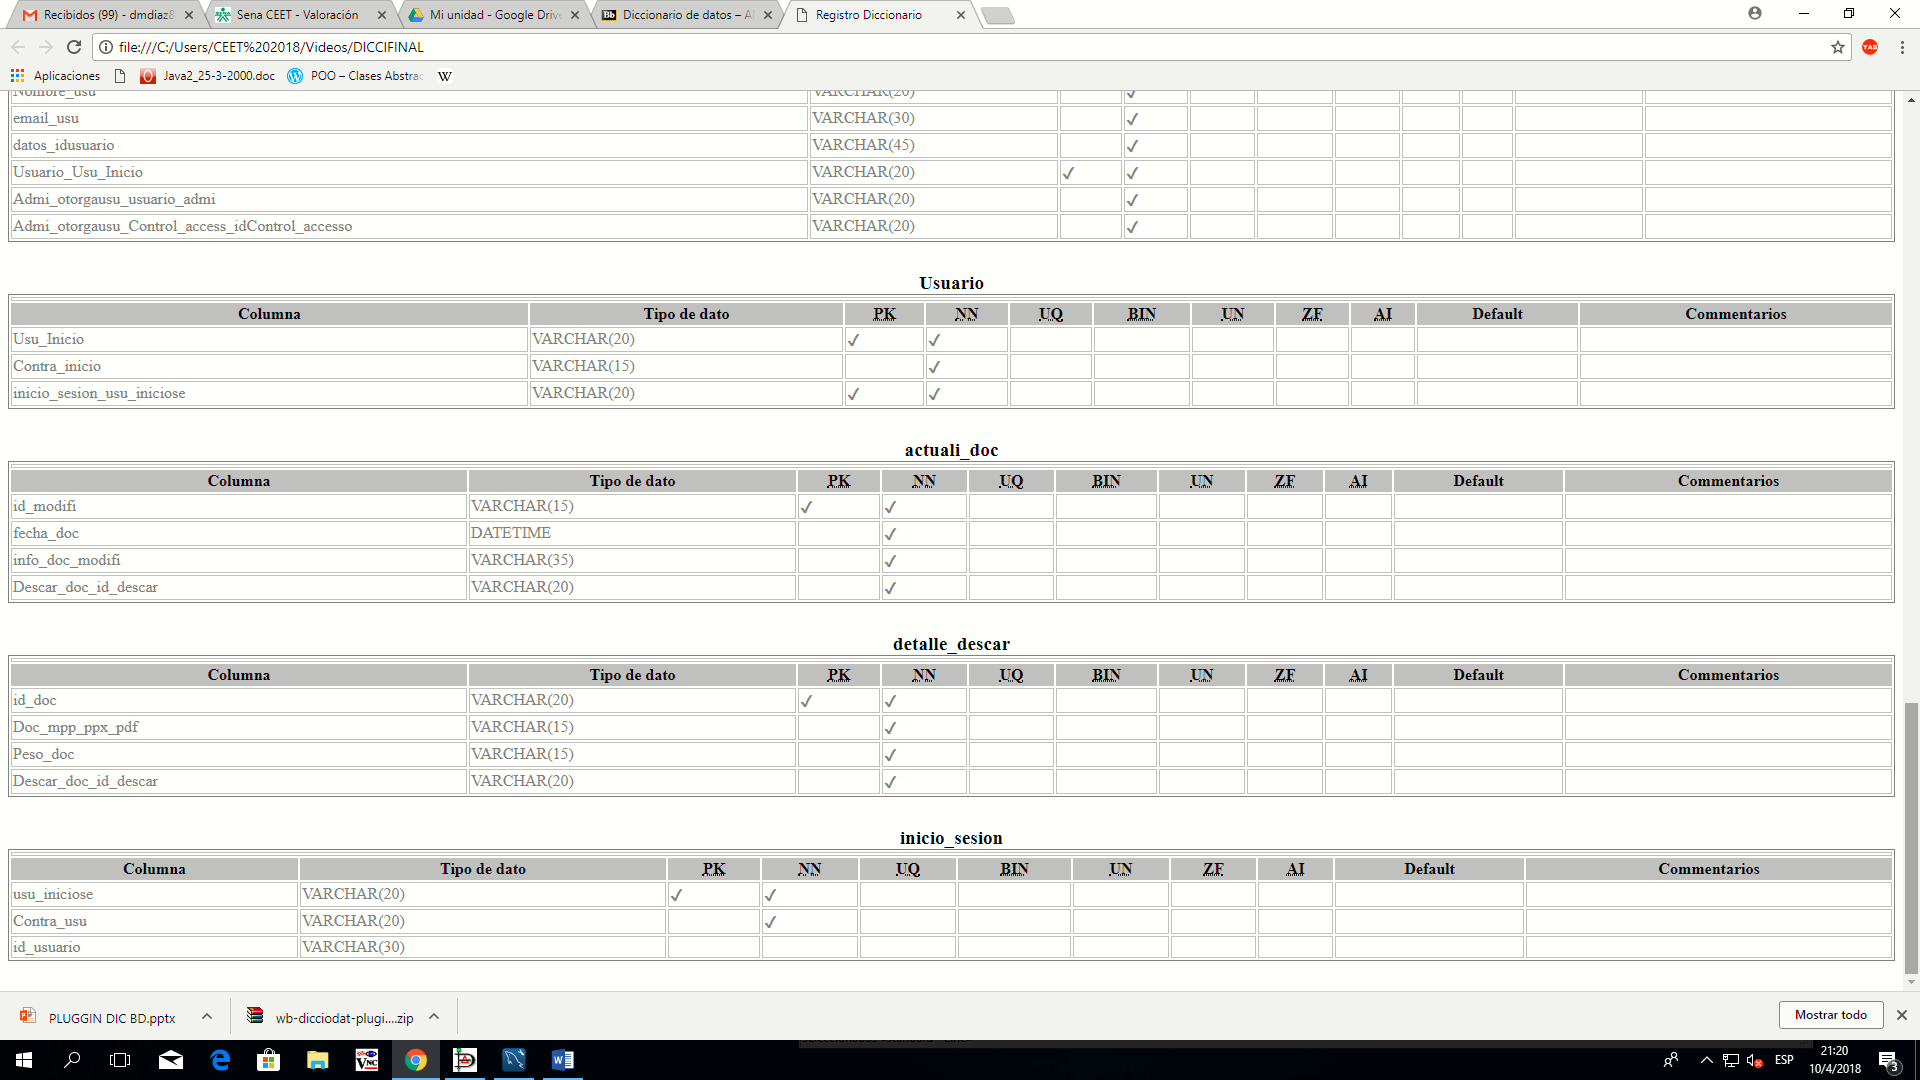 Recibidos (99) - dmdiaz8
Sena CEET - Valoración
Mi unidad - Google Drive
Diccionario de datos – Al
Registro Diccionario
file:///C:/Users/CEET%202018/Videos/DICCIFINAL
Aplicaciones
Java2_25-3-2000.doc
POO – Clases Abstrac
W
Nombre_usu VARCHAR(20) ✓
email_usu VARCHAR(30) ✓
datos_idusuario VARCHAR(45) ✓
Usuario_Usu_Inicio VARCHAR(20) ✓ ✓
Admi_otorgausu_usuario_admi VARCHAR(20) ✓
Admi_otorgausu_Control_access_idControl_accesso VARCHAR(20) ✓
Usuario
Columna Tipo de dato PK NN UQ BIN UN ZF AI Default Commentarios
Usu_Inicio VARCHAR(20) ✓ ✓
Contra_inicio VARCHAR(15) ✓
inicio_sesion_usu_iniciose VARCHAR(20) ✓ ✓
actuali_doc
Columna Tipo de dato PK NN UQ BIN UN ZF AI Default Commentarios
id_modifi VARCHAR(15) ✓ ✓
fecha_doc DATETIME ✓
info_doc_modifi VARCHAR(35) ✓
Descar_doc_id_descar VARCHAR(20) ✓
detalle_descar
Columna Tipo de dato PK NN UQ BIN UN ZF AI Default Commentarios
id_doc VARCHAR(20) ✓ ✓
Doc_mpp_ppx_pdf VARCHAR(15) ✓
Peso_doc VARCHAR(15) ✓
Descar_doc_id_descar VARCHAR(20) ✓
inicio_sesion
Columna Tipo de dato PK NN UQ BIN UN ZF AI Default Commentarios
usu_iniciose VARCHAR(20) ✓ ✓
Contra_usu VARCHAR(20) ✓
id_usuario VARCHAR(30)
PLUGGIN DIC BD.pptx
wb-dicciodat-plugi....zip
Mostrar todo
ESP
21:20
10/4/2018
3